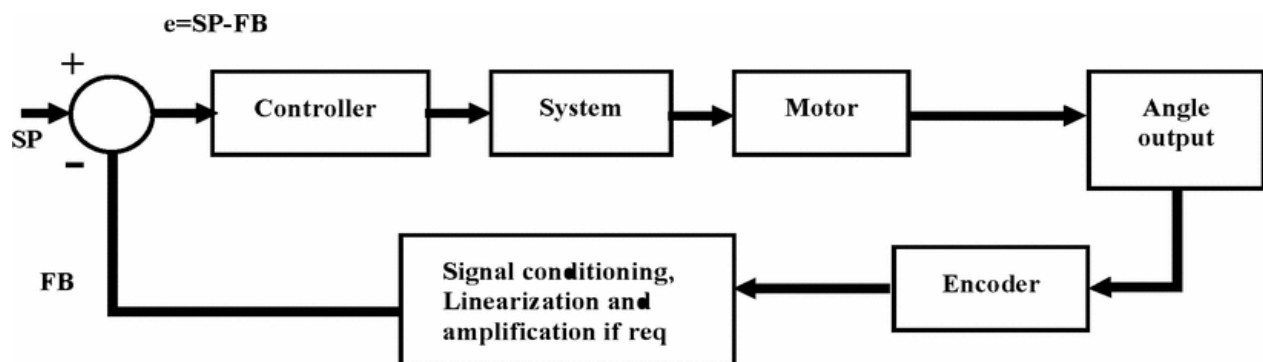 e=SP-FB
+
SP
-
Controller
System
Motor
Angle
output
FB
Signal conditioning,
Linearization and
amplification if req
Encoder